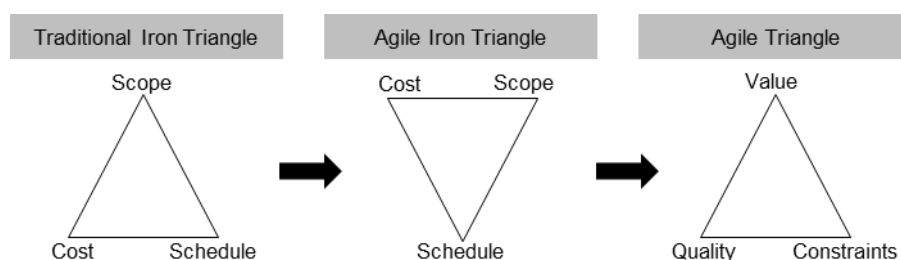 Traditional Iron Triangle
Agile Iron Triangle
Agile Triangle
Scope
Cost Scope
Value
Cost Schedule
Schedule
Quality Constraints